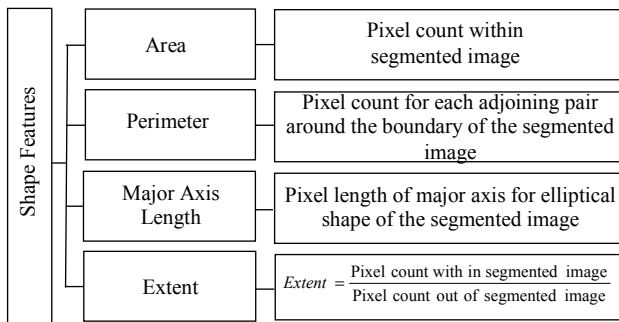 Shape Features
Area
Pixel count within
segmented image
Perimeter
Pixel count for each adjoining pair
around the boundary of the segmented
image
Major Axis
Length
Pixel length of major axis for elliptical
shape of the segmented image
Extent
Extent = Pixel count with in segmented image
Pixel count out of segmented image